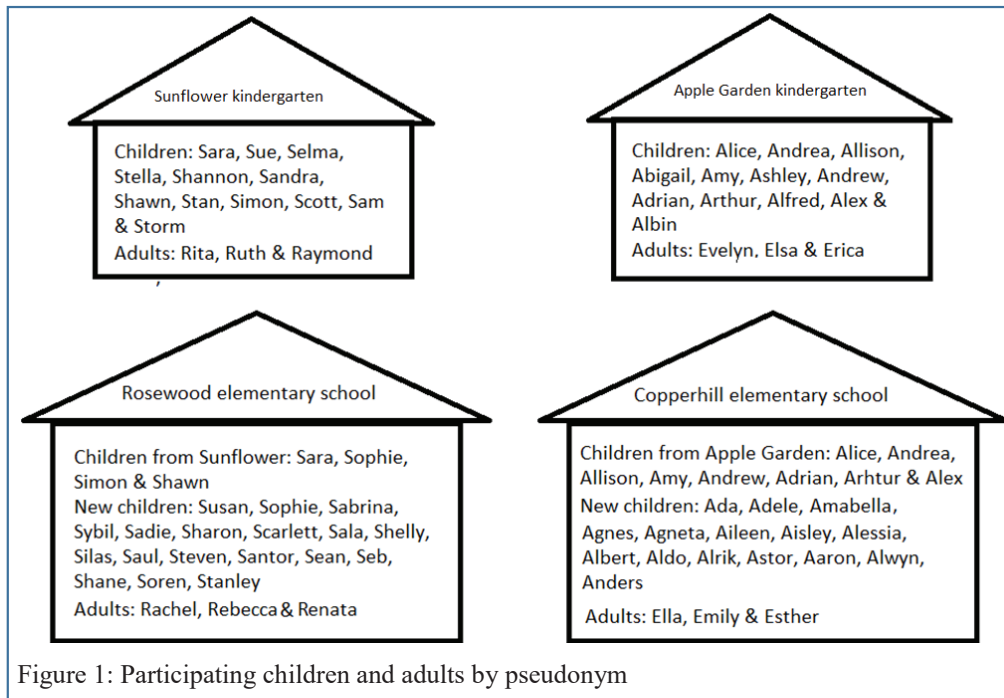 Sunflower kindergarten
Children: Sara, Sue, Selma,
Stella, Shannon, Sandra,
Shawn, Stan, Simon, Scott, Sam
& Storm
Adults: Rita, Ruth & Raymond
Apple Garden kindergarten
Children: Alice, Andrea, Allison,
Abigail, Amy, Ashley, Andrew,
Adrian, Arthur, Alfred, Alex &
Albin
Adults: Evelyn, Elsa & Erica
Rosewood elementary school
Children from Sunflower: Sara, Sophie,
Simon & Shawn
New children: Susan, Sophie, Sabrina,
Sybil, Sadie, Sharon, Scarlett, Sala, Shelly,
Silas, Saul, Steven, Santor, Sean, Seb,
Shane, Soren, Stanley
Adults: Rachel, Rebecca & Renata
Copperhill elementary school
Children from Apple Garden: Alice, Andrea,
Allison, Amy, Andrew, Adrian, Arhtur & Alex
New children: Ada, Adele, Amabella,
Agnes, Agneta, Aileen, Aisley, Alessia,
Albert, Aldo, Alrik, Astor, Aaron, Alwyn,
Anders
Adults: Ella, Emily & Esther
Figure 1: Participating children and adults by pseudonym